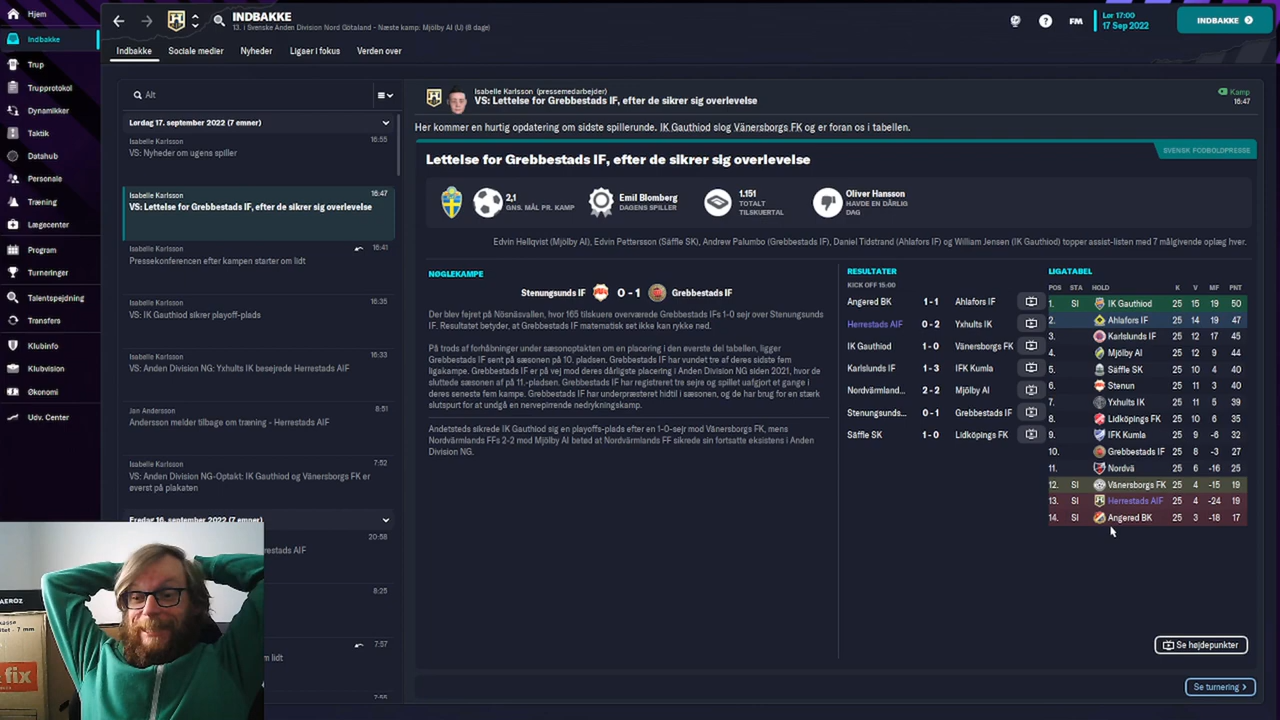 Hjem
Indbakke
Trup
Trupprotokol
Dynamikker
Taktik
Datahub
Personale
Træning
Lægecenter
Program
Turneringer
Talentspejdning
Transfers
Klubinfo
Klubvision
Økonomi
Udv. Center
INDBAKKE
13. i Svenske Anden Division Nord Götaland - Næste kamp: Mjölby AI (U) (6 dage)
FM
Lør 17:00
17 Sep 2022
INDBAKKE
Indbakke
Sociale medier
Nyheder
Ligaer i fokus
Verden over
Alt
Lørdag 17. september 2022 (7 emner)
Isabelle Karlsson 16:55
VS: Nyheder om ugens spiller
Isabelle Karlsson 16:47
VS: Lettelse for Grebbestads IF, efter de sikrer sig overlevelse
Isabelle Karlsson 16:41
Pressekonferencen efter kampen starter om lidt
Isabelle Karlsson 16:35
VS: IK Gauthiod sikrer playoff-plads
Isabelle Karlsson 16:33
VS: Anden Division NG: Yxhults IK besejrede Herrestads AIF
Jan Andersson 8:51
Andersson melder tilbage om træning - Herrestads AIF
Isabelle Karlsson 7:52
VS: Anden Division NG-Optakt: IK Gauthiod og Vänersborgs FK er
øverst på plakaten
Fredag 16. september 2022 (7 emner)
20:58
estads AIF
8:25
7:57
m lidt
7:55
Isabelle Karlsson (pressemedarbejder)
VS: Lettelse for Grebbestads IF, efter de sikrer sig overlevelse
Kamp
16:47
Her kommer en hurtig opdatering om sidste spillerunde. IK Gauthiod slog Vänersborgs FK og er foran os i tabellen.
SVENSK FODBOLDPRESSE
Lettelse for Grebbestads IF, efter de sikrer sig overlevelse
2,1
GNS. MÅL PR. KAMP
Emil Blomberg
DAGENS SPILLER
1.151
TOTALT
TILSKUERTAL
Oliver Hansson
HAVDE EN DÅRLIG
DAG
Edvin Hellqvist (Mjölby AI), Edvin Pettersson (Säffle SK), Andrew Palumbo (Grebbestads IF), Daniel Tidstrand (Ahlafors IF) og William Jensen (IK Gauthiod) topper assist-listen med 7 målgivende oplæg hver.
NØGLEKAMPE
Stenungsunds IF 0 - 1 Grebbestads IF
Der blev fejret på Nösnäsvallen, hvor 165 tilskuere overværede Grebbestads IFs 1-0 sejr over Stenungsunds
IF. Resultatet betyder, at Grebbestads IF matematisk set ikke kan rykke ned.
På trods af forhåbninger under sæsonoptakten om en placering i den øverste del af tabellen, ligger
Grebbestads IF sent på sæsonen på 10. pladsen. Grebbestads IF har vundet tre af deres sidste fem
ligakampe. Grebbestads IF er på vej mod deres dårligste placering i Anden Division NG siden 2021, hvor de
sluttede sæsonen af på 11.-pladsen. Grebbestads IF har registreret tre sejre og spillet uafgjort et gange i
deres seneste fem kampe. Grebbestads IF har underpræsteret hidtil i sæsonen, og de har brug for en stærk
slutspurt for at undgå en nervepirrende nedrykningskamp.
Andetsteds sikrede IK Gauthiod sig en playoffs-plads efter en 1-0-sejr mod Vänersborgs FK, mens
Nordvärmlands FFs 2-2 mod Mjölby AI betød at Nordvärmlands FF sikrede sin fortsatte eksistens i Anden
Division NG.
RESULTATER
KICK OFF 15:00
Angered BK 1-1 Ahlafors IF
Herrestads AIF 0-2 Yxhults IK
IK Gauthiod 1-0 Vänersborgs FK
Karlslunds IF 1-3 IFK Kumla
Nordvärmland... 2-2 Mjölby AI
Stenungsunds... 0-1 Grebbestads IF
Säffle SK 1-0 Lidköpings FK
LIGATABEL
POS STA HOLD K V MF PNT
1. SI IK Gauthiod 25 15 19 50
2. Ahlafors IF 25 14 19 47
3. Karlslunds IF 25 12 17 45
4. Mjölby AI 25 12 9 44
5. Säffle SK 25 10 4 40
6. Stenun 25 11 3 40
7. Yxhults IK 25 11 5 39
8. Lidköpings FK 25 10 6 35
9. IFK Kumla 25 9 -6 32
10. Grebbestads IF 25 8 -3 27
11. Nordvä 25 6 -16 25
12. SI Vänersborgs FK 25 4 -15 19
13. SI Herrestads AIF 25 4 -24 19
14. SI Angered BK 25 3 -18 17
Se højdepunkter
Se turnering